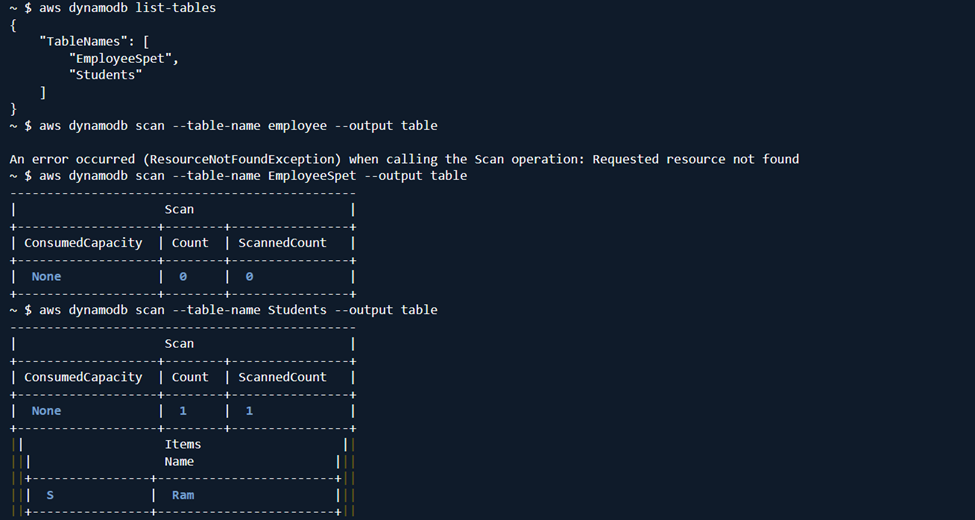 ~ $ aws dynamodb list-tables
{
    "TableNames": [
        "EmployeeSpet",
        "Students"
    ]
}
~ $ aws dynamodb scan --table-name employee --output table
An error occurred (ResourceNotFoundException) when calling the Scan operation: Requested resource not found
~ $ aws dynamodb scan --table-name EmployeeSpet --output table
----------------------------------------------
|                    Scan                    |
+-------------------+--------+---------------+
| ConsumedCapacity  | Count  | ScannedCount  |
+-------------------+--------+---------------+
|  None             |  0     |  0            |
+-------------------+--------+---------------+
~ $ aws dynamodb scan --table-name Students --output table
----------------------------------------------
|                    Scan                    |
+-------------------+--------+---------------+
| ConsumedCapacity  | Count  | ScannedCount  |
+-------------------+--------+---------------+
|  None             |  1     |  1            |
+-------------------+--------+---------------+
||                   Items                  ||
|||                  Name                  |||
||+----------------+-----------------------+||
|||  S             |  Ram                  |||
||+----------------+-----------------------+||